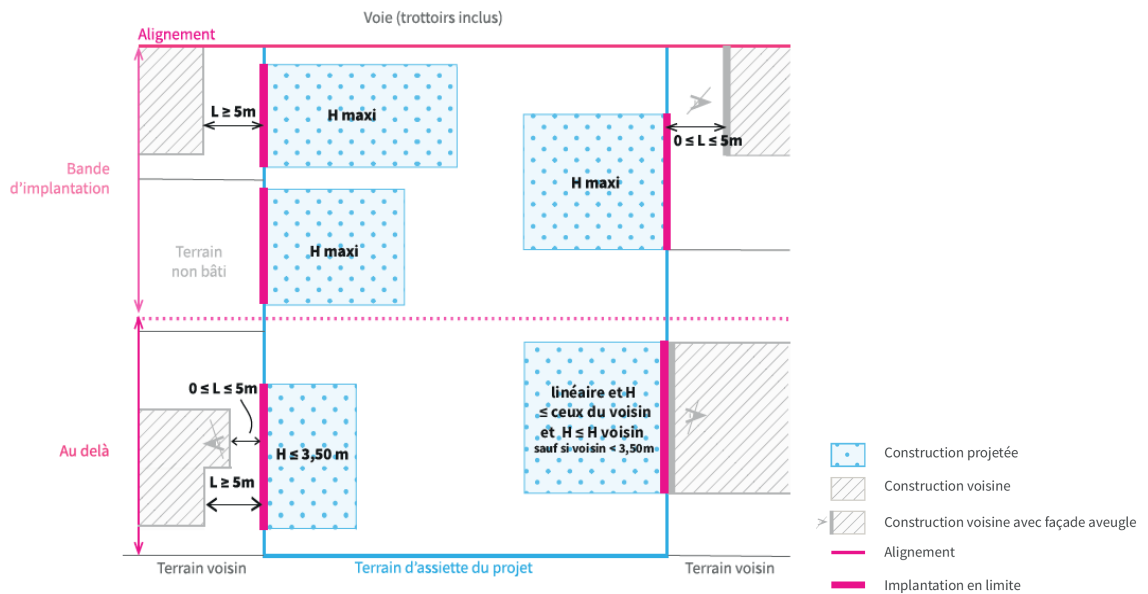 Voie (trottoirs inclus)
Alignement
L ≥ 5m
H maxi
0 ≤ L ≤ 5m
Bande
d'implantation
H maxi
Terrain
non bâti
H maxi
0 ≤ L ≤ 5m
linéaire et H
≤ ceux du voisin
et H ≤ H voisin
sauf si voisin < 3,50m
Au delà
H ≤ 3,50 m
L ≥ 5m
Terrain voisin
Terrain d'assiette du projet
Terrain voisin
Construction projetée
Construction voisine
Construction voisine avec façade aveugle
Alignement
Implantation en limite